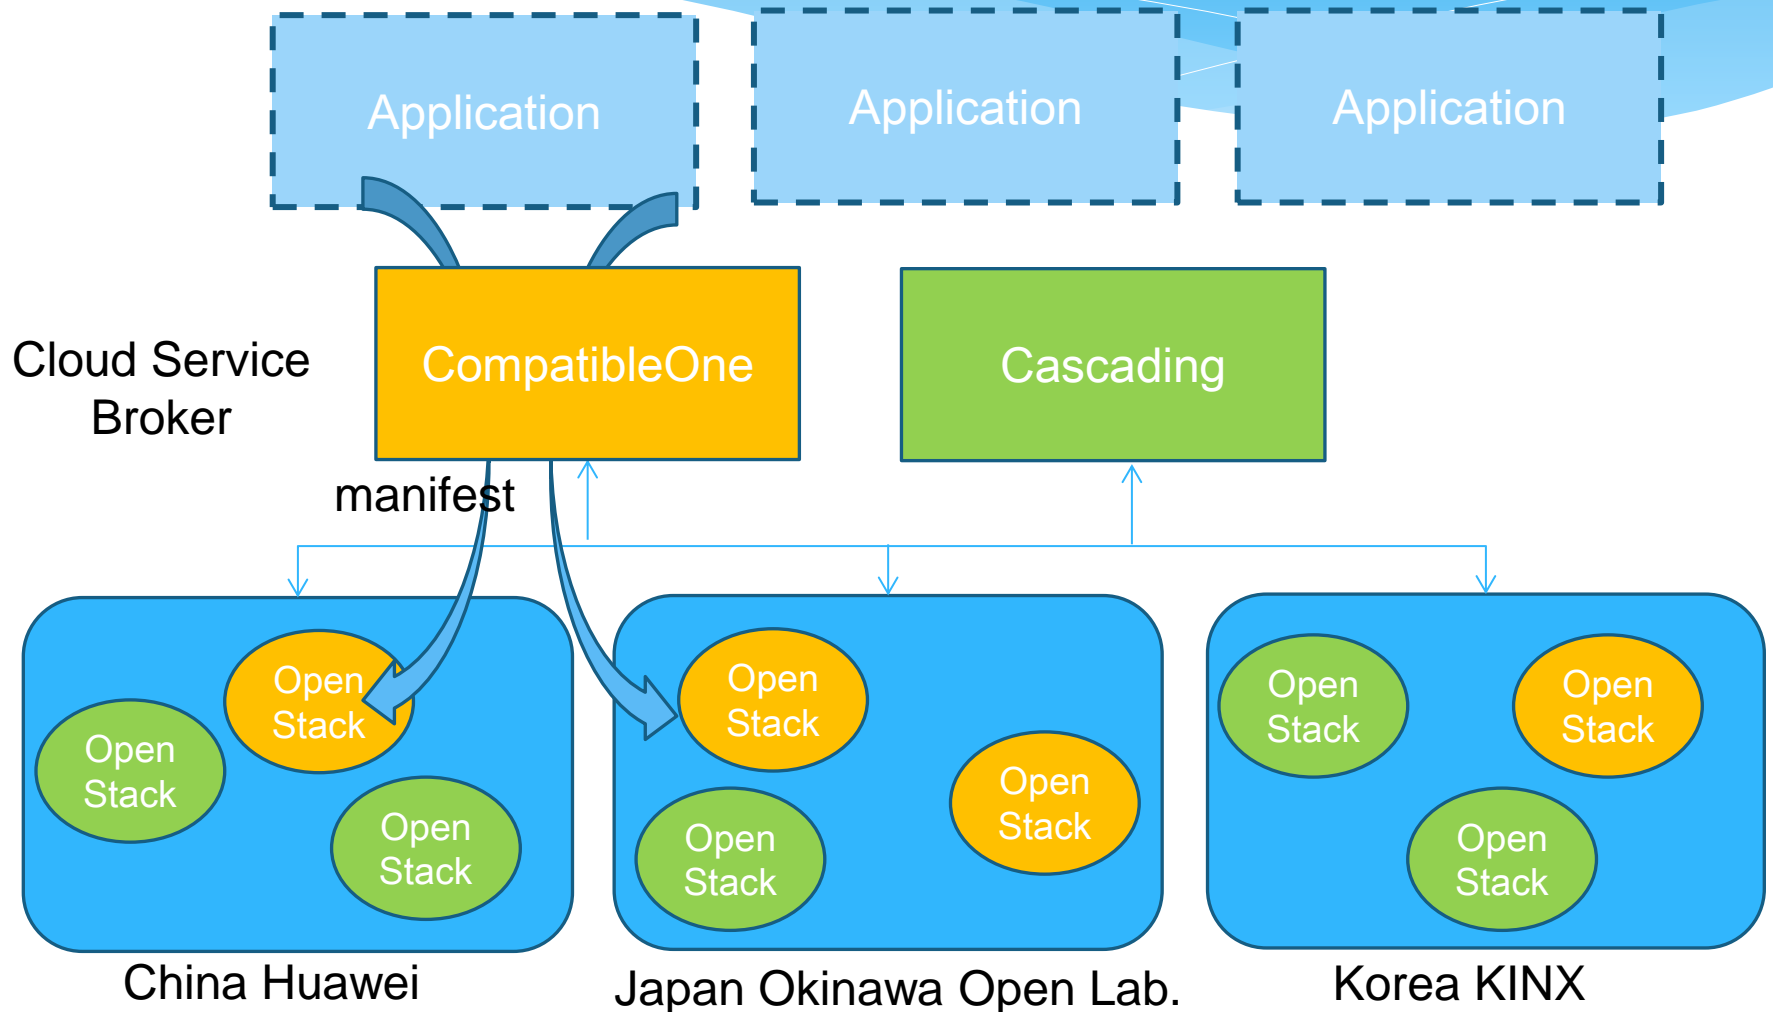 Application
Application
Application
Cloud Service
Broker
CompatibleOne
Cascading
manifest
Open
Stack
Open
Stack
Open
Stack
Open
Stack
Open
Stack
Open
Stack
Open
Stack
Open
Stack
Open
Stack
China Huawei
Japan Okinawa Open Lab.
Korea KINX